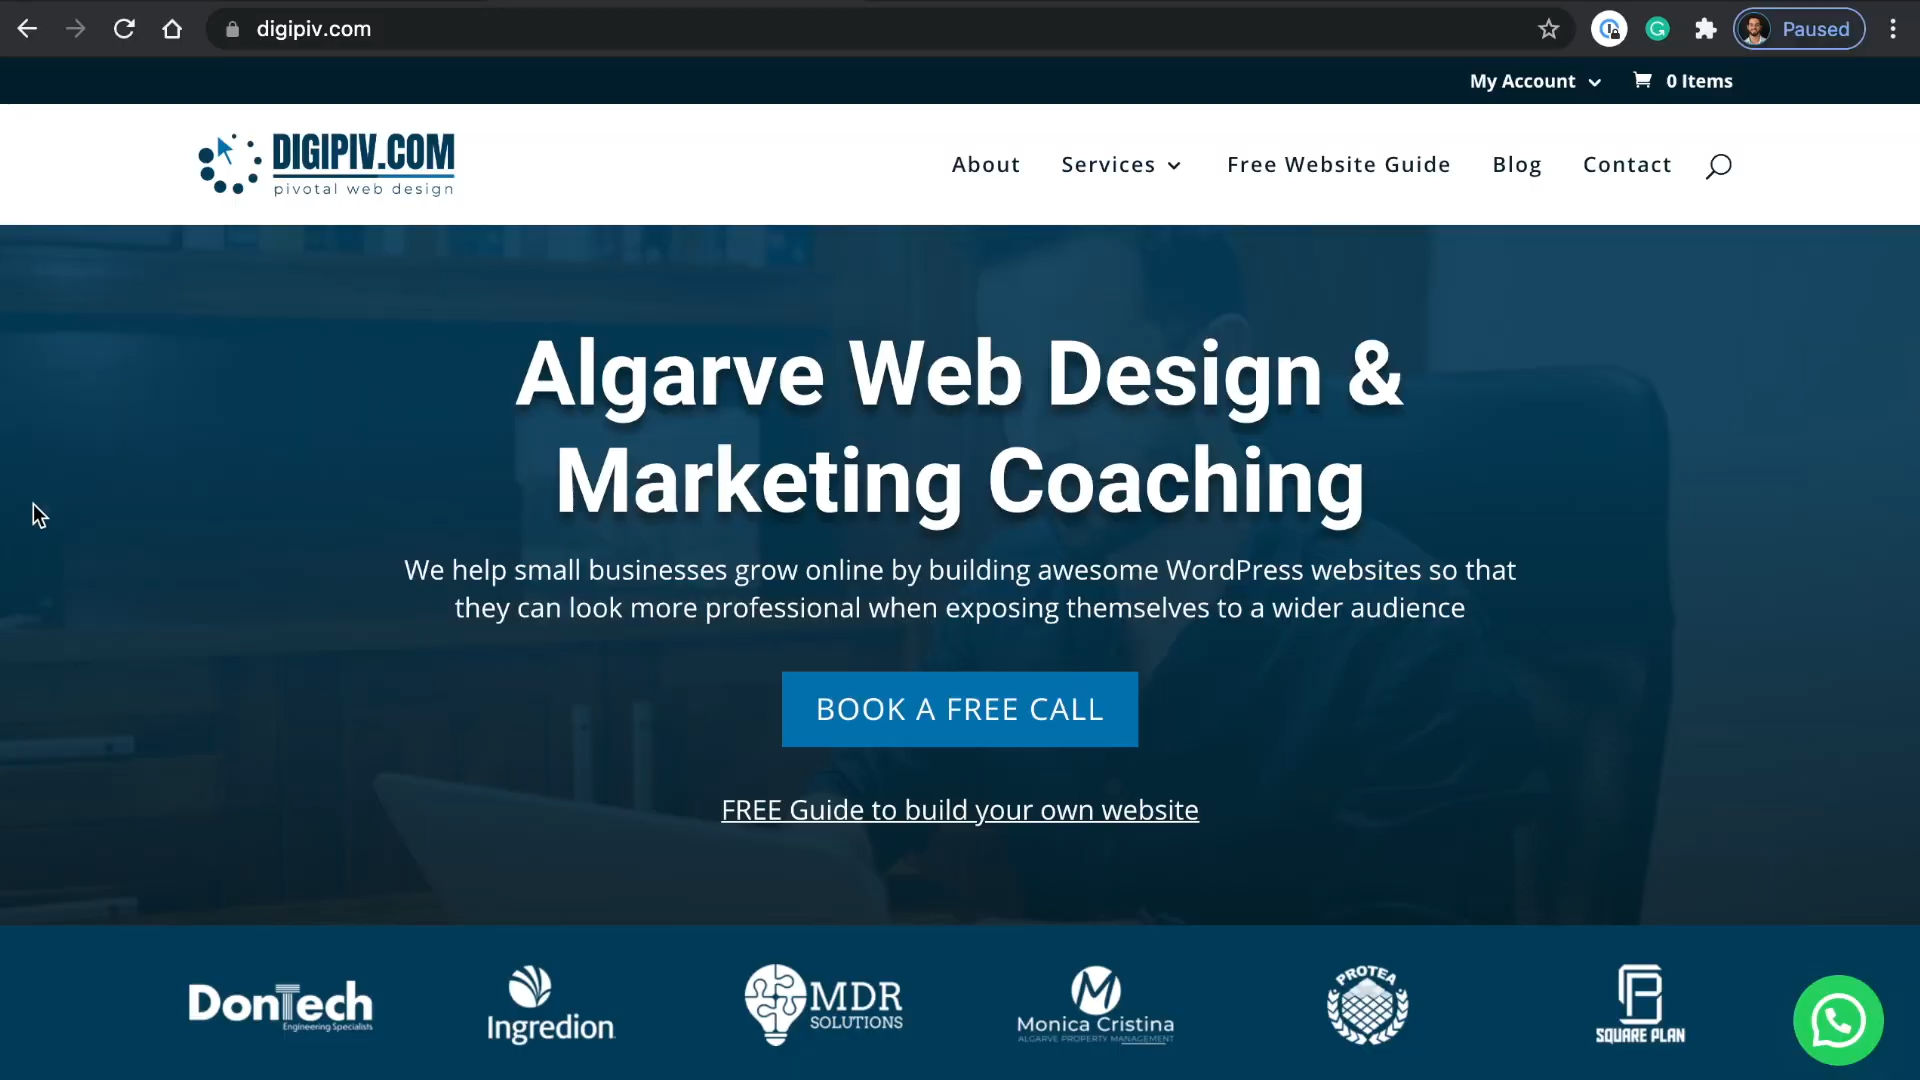 digipiv.com
Paused
My Account
0 Items
DIGIPIV.COM
pivotal web design
About
Services
Free Website Guide
Blog
Contact
Algarve Web Design &
Marketing Coaching
We help small businesses grow online by building awesome WordPress websites so that
they can look more professional when exposing themselves to a wider audience
BOOK A FREE CALL
FREE Guide to build your own website
DonTech
Engineering Specialists
Ingredion
MDR
SOLUTIONS
Monica Cristina
ALGARVE PROPERTY MANAGEMENT
PROTEA
SQUARE PLAN